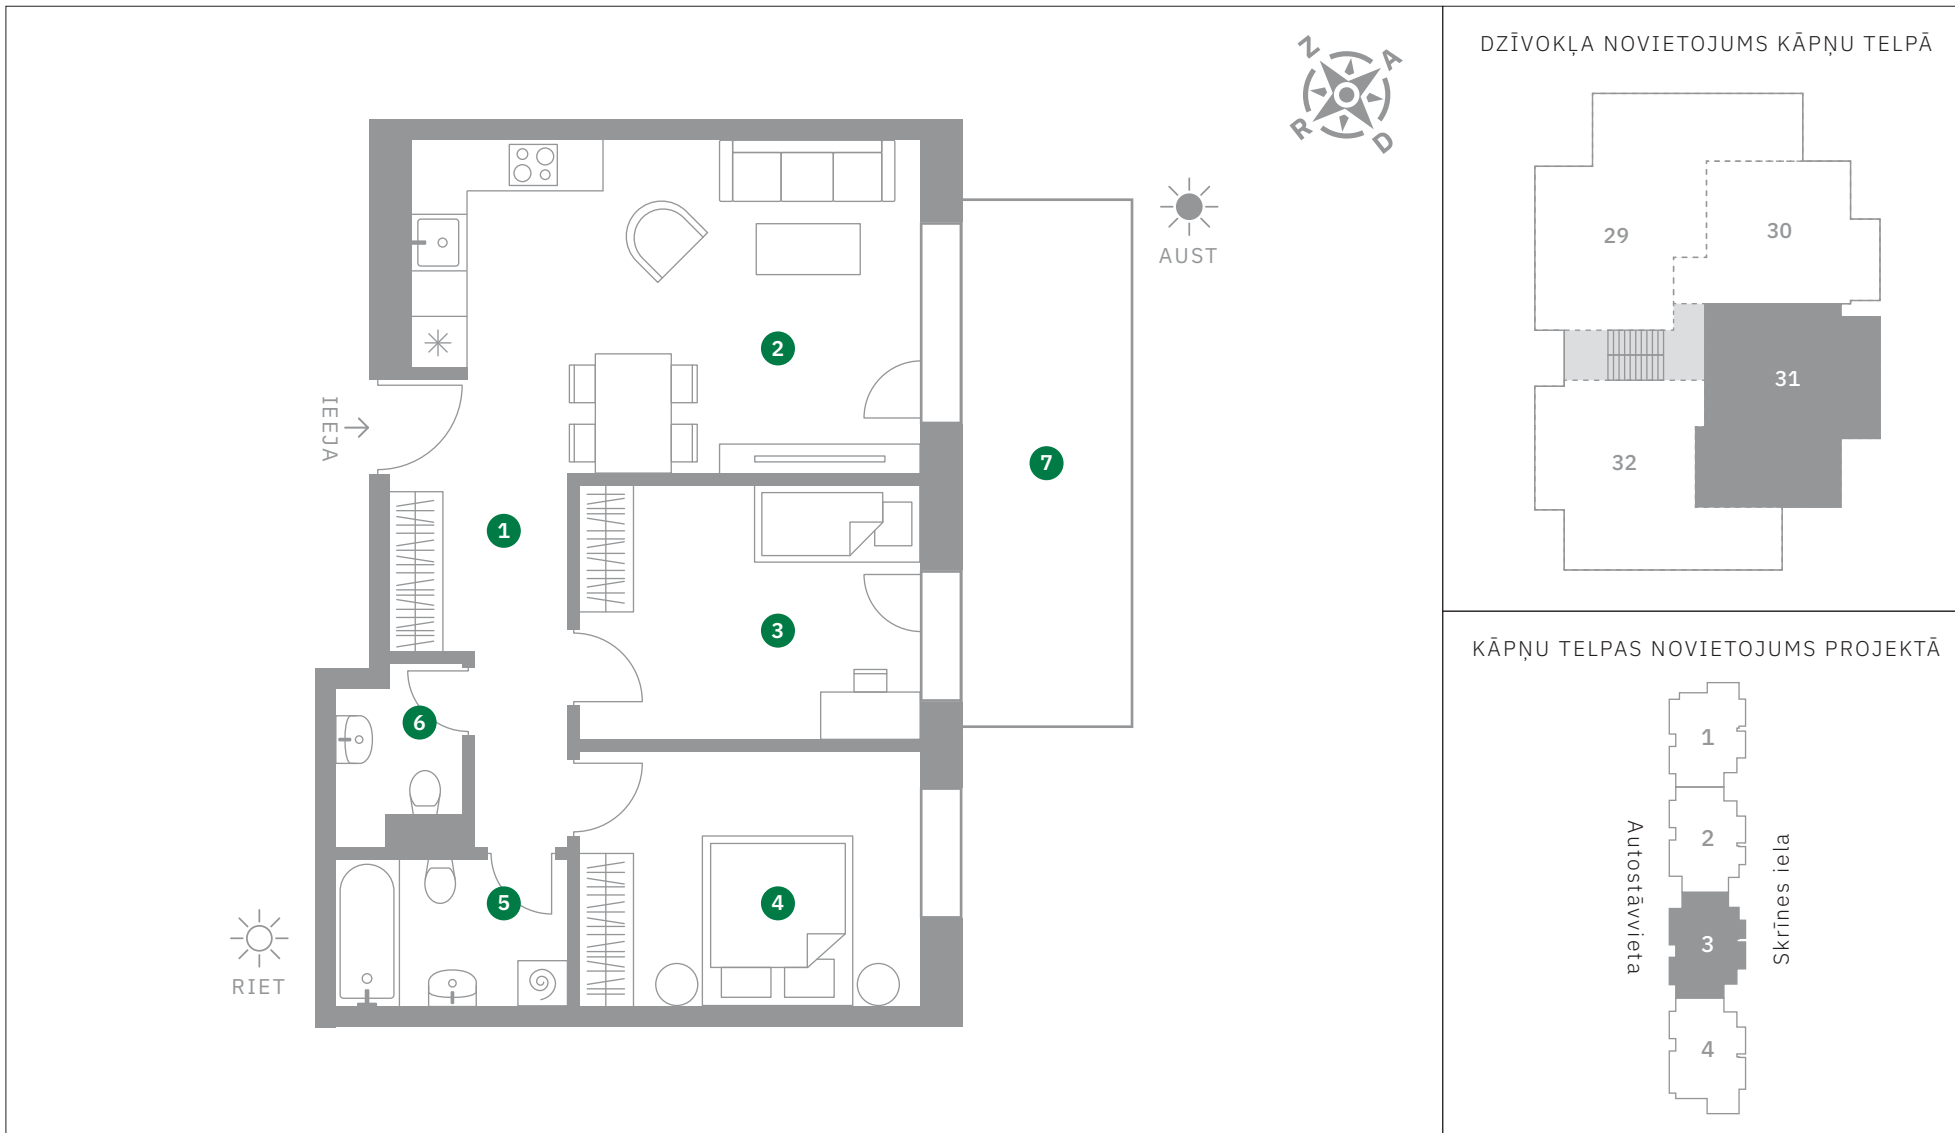 Z
A
R
D
AUST
IEEJA
2
7
1
3
6
5
4
RIET
DZĪVOKĻA NOVIETOJUMS KĀPŅU TELPĀ
29
30
31
32
KĀPŅU TELPAS NOVIETOJUMS PROJEKTĀ
1
2
3
4
Autostāvvieta
Skrīnes iela